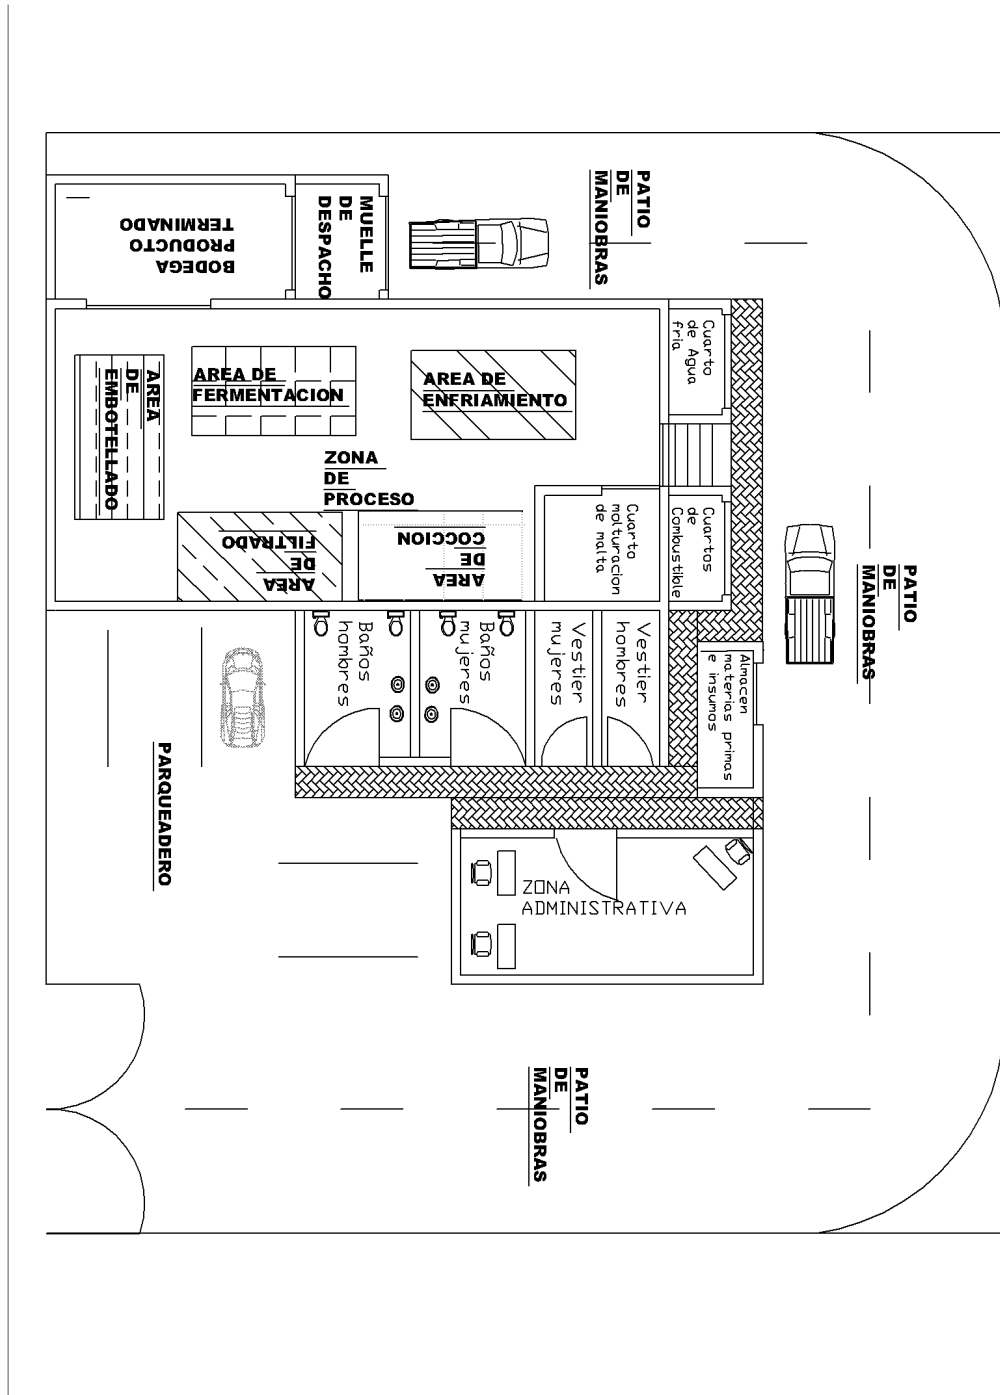 PATIO
DE
MANIOBRAS
MUELLE
DE
DESPACHO
BODEGA
PRODUCTO
TERMINADO
Cuarto
de Agua
fria
AREA
DE
EMBOTELLADO
AREA DE
FERMENTACION
AREA DE
ENFRIAMIENTO
ZONA
DE
PROCESO
AREA
DE
FILTRADO
AREA
DE
COCCION
Cuarto
molturacion
de malta
Cuartos
de
Combustible
PATIO
DE
MANIOBRAS
Baños
hombres
Baños
mujeres
Vestier
mujeres
Vestier
hombres
Almacen
materias primas
e insumos
PARQUEADERO
ZONA
ADMINISTRATIVA
PATIO
DE
MANIOBRAS